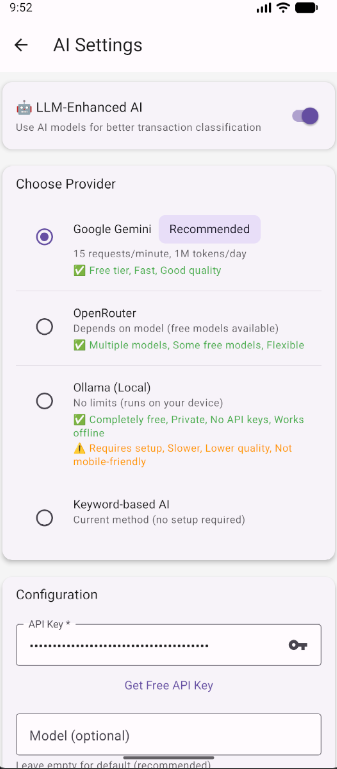 9:52
AI Settings
🤖 LLM-Enhanced AI
Use AI models for better transaction classification
Choose Provider
Google Gemini Recommended
15 requests/minute, 1M tokens/day
✅ Free tier, Fast, Good quality
OpenRouter
Depends on model (free models available)
✅ Multiple models, Some free models, Flexible
Ollama (Local)
No limits (runs on your device)
✅ Completely free, Private, No API keys, Works
offline
⚠️ Requires setup, Slower, Lower quality, Not
mobile-friendly
Keyword-based AI
Current method (no setup required)
Configuration
API Key *
•••••••••••••••••••••••••••••••••••••••
Get Free API Key
Model (optional)
Leave empty for default (recommended)